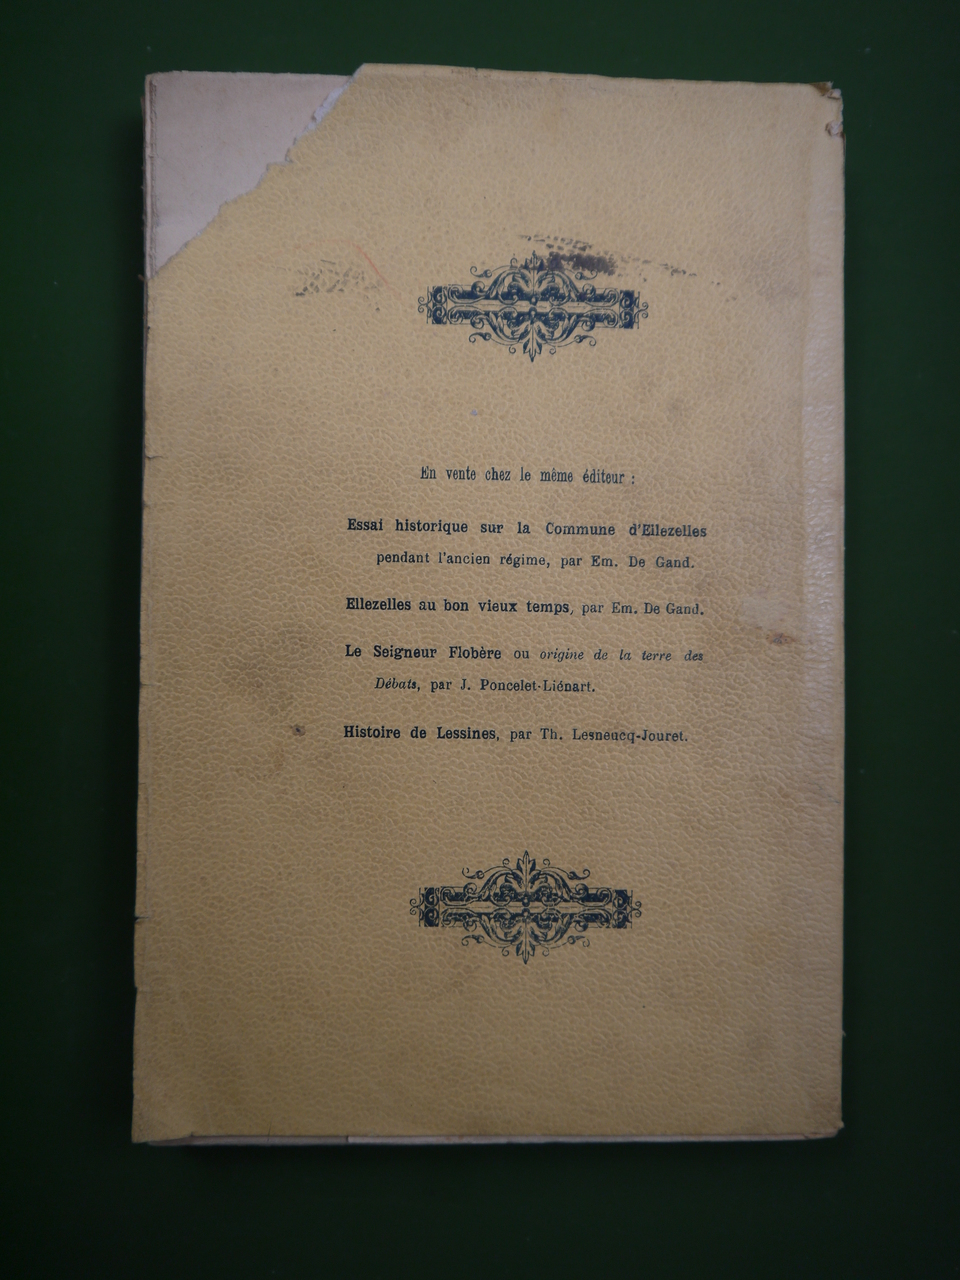 En vente chez le même éditeur :
Essai historique sur la Commune d'Ellezelles
pendant l'ancien régime, par Em. De Gand.
Ellezelles au bon vieux temps, par Em. De Gand.
Le Seigneur Flobère ou origine de la terre des
Débats, par J. Poncelet-Liénart.
Histoire de Lessines, par Th. Lesneucq-Jouret.